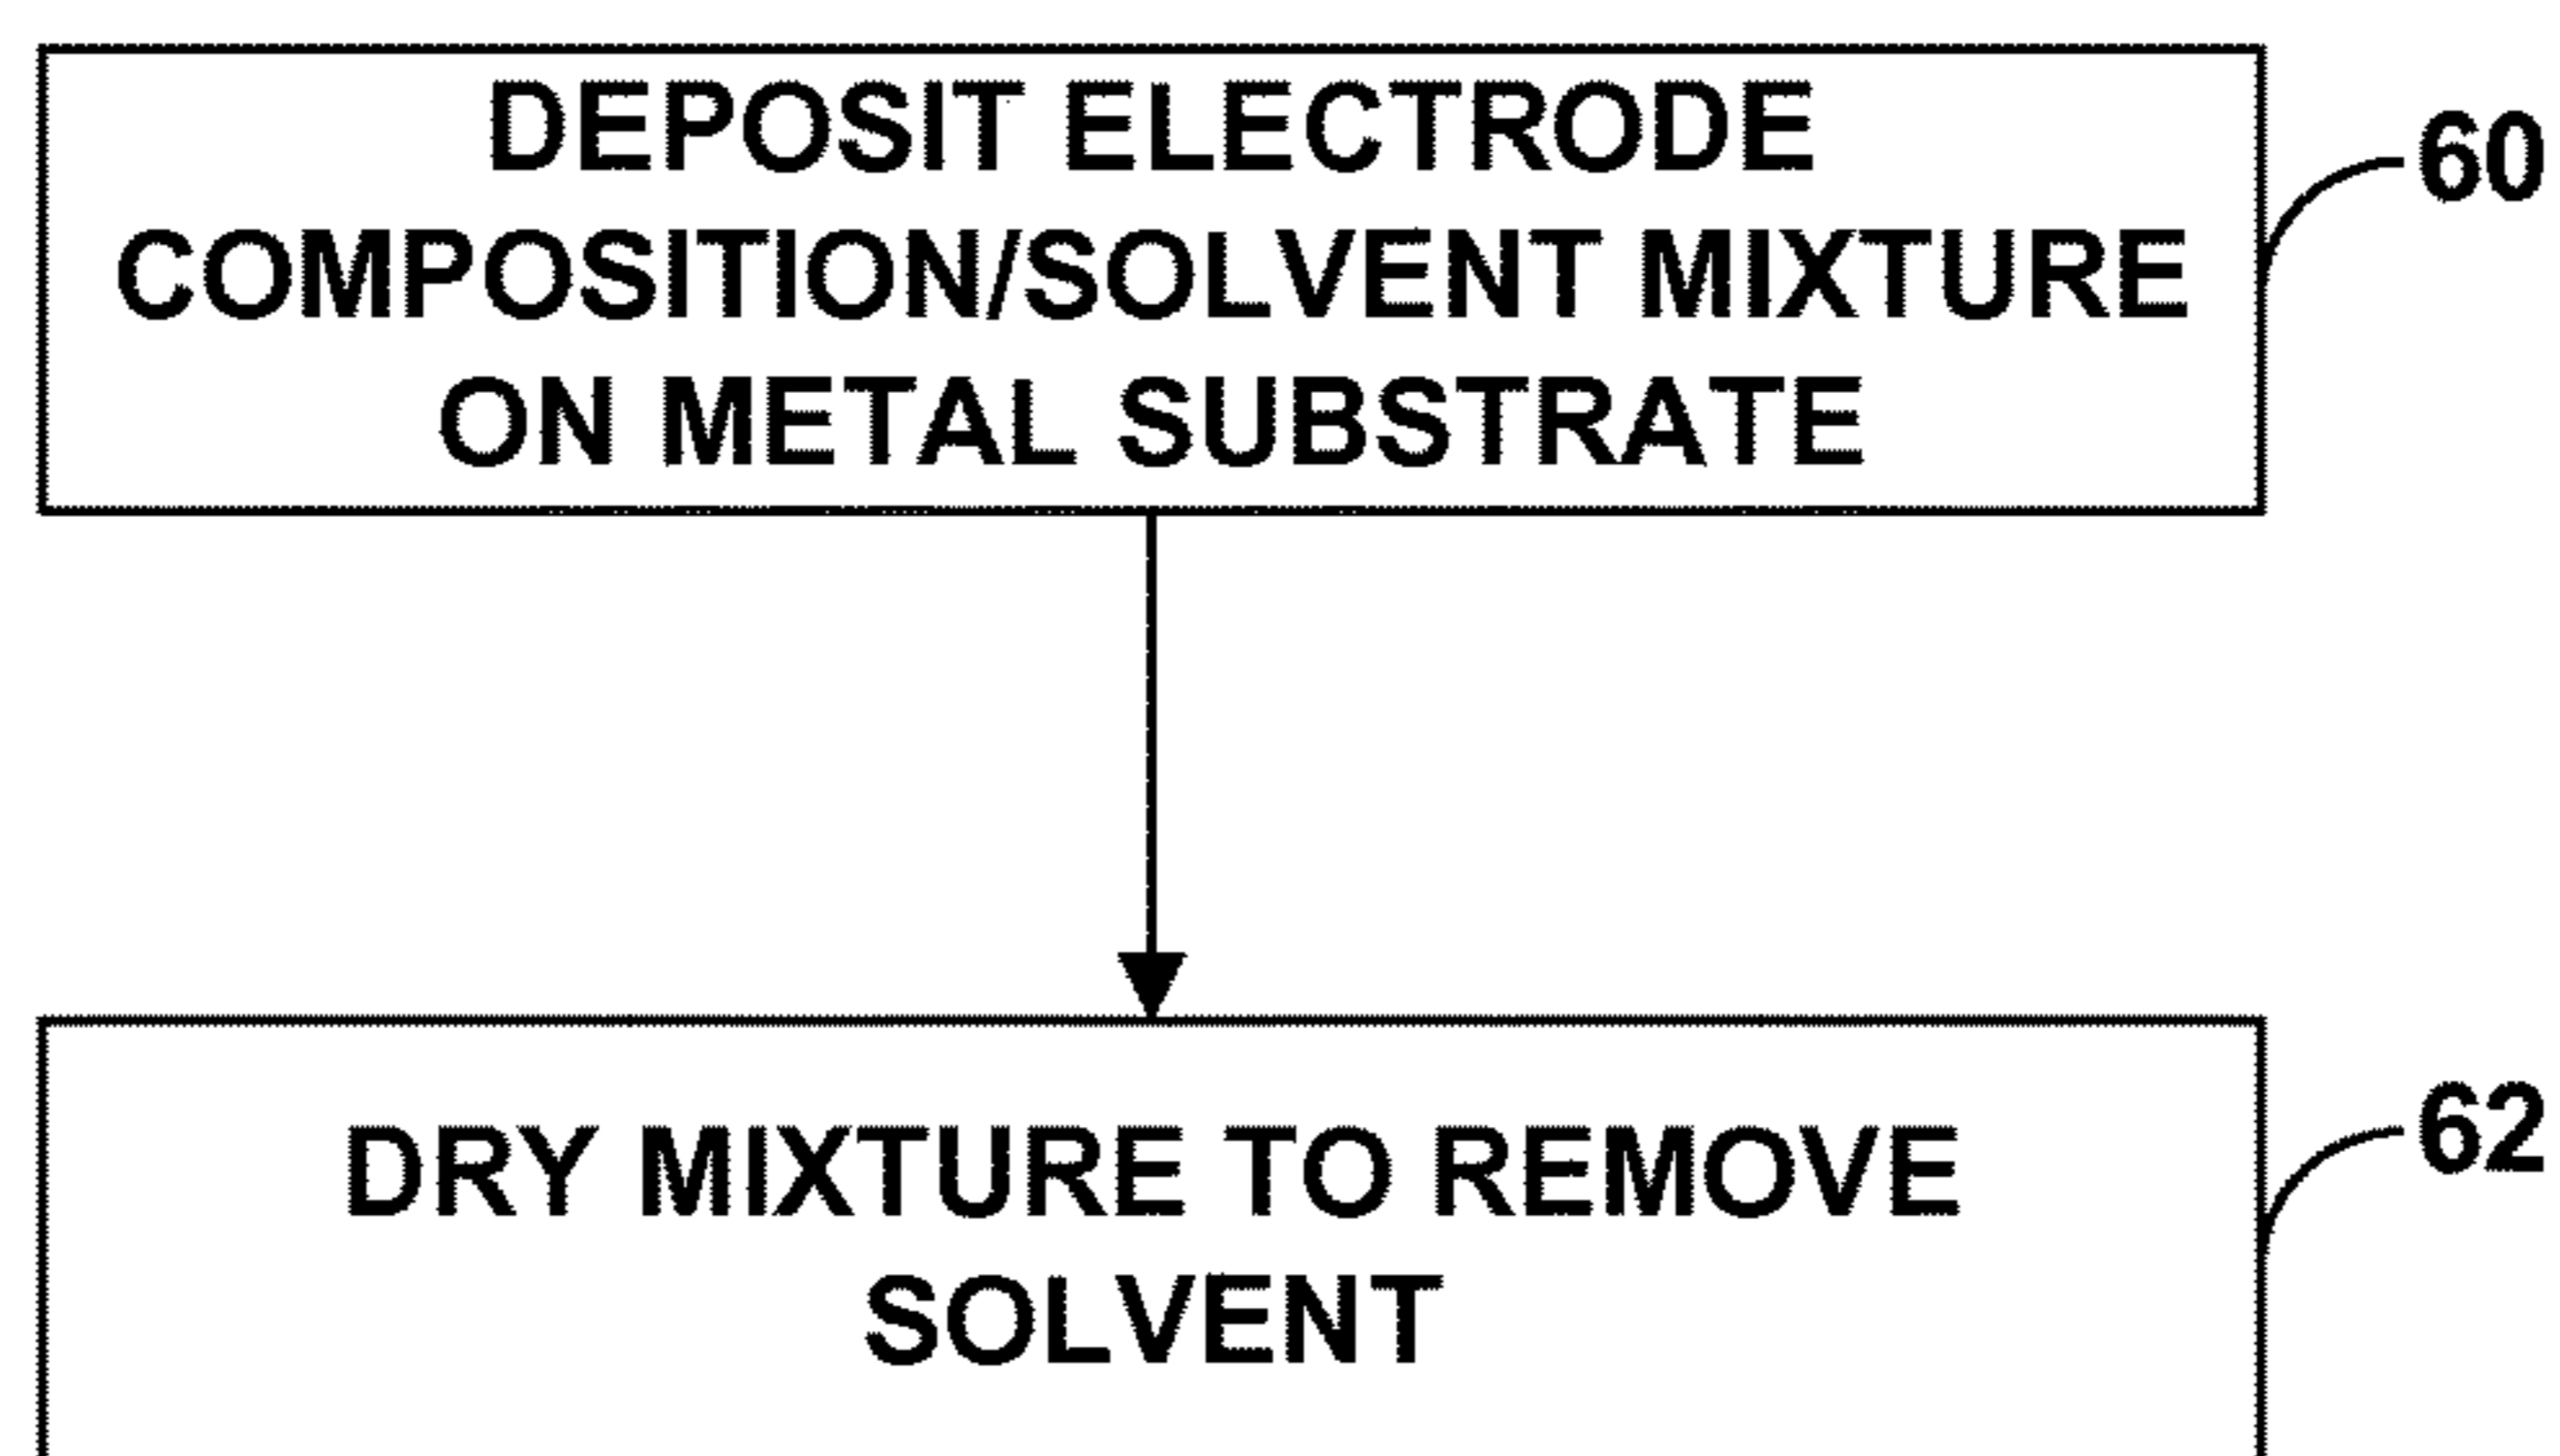 DEPOSIT ELECTRODE
COMPOSITION/SOLVENT MIXTURE
ON METAL SUBSTRATE
60
DRY MIXTURE TO REMOVE
SOLVENT
62